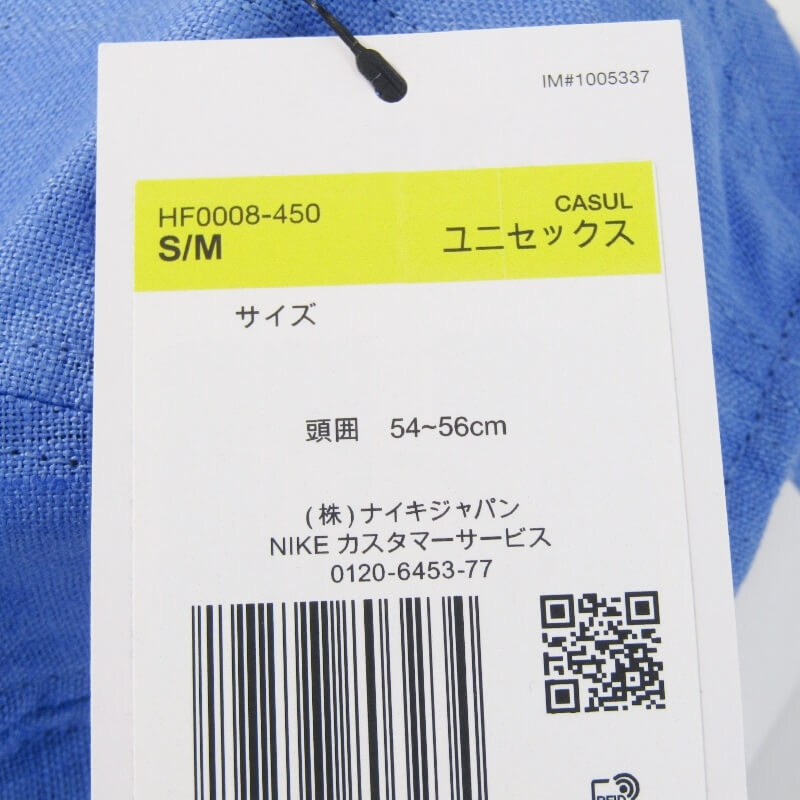 IM#1005337
HF0008-450
CASUL
S/M
ユニセックス
サイズ
頭囲 54~56cm
(株)ナイキジャパン
NIKE カスタマーサービス
0120-6453-77